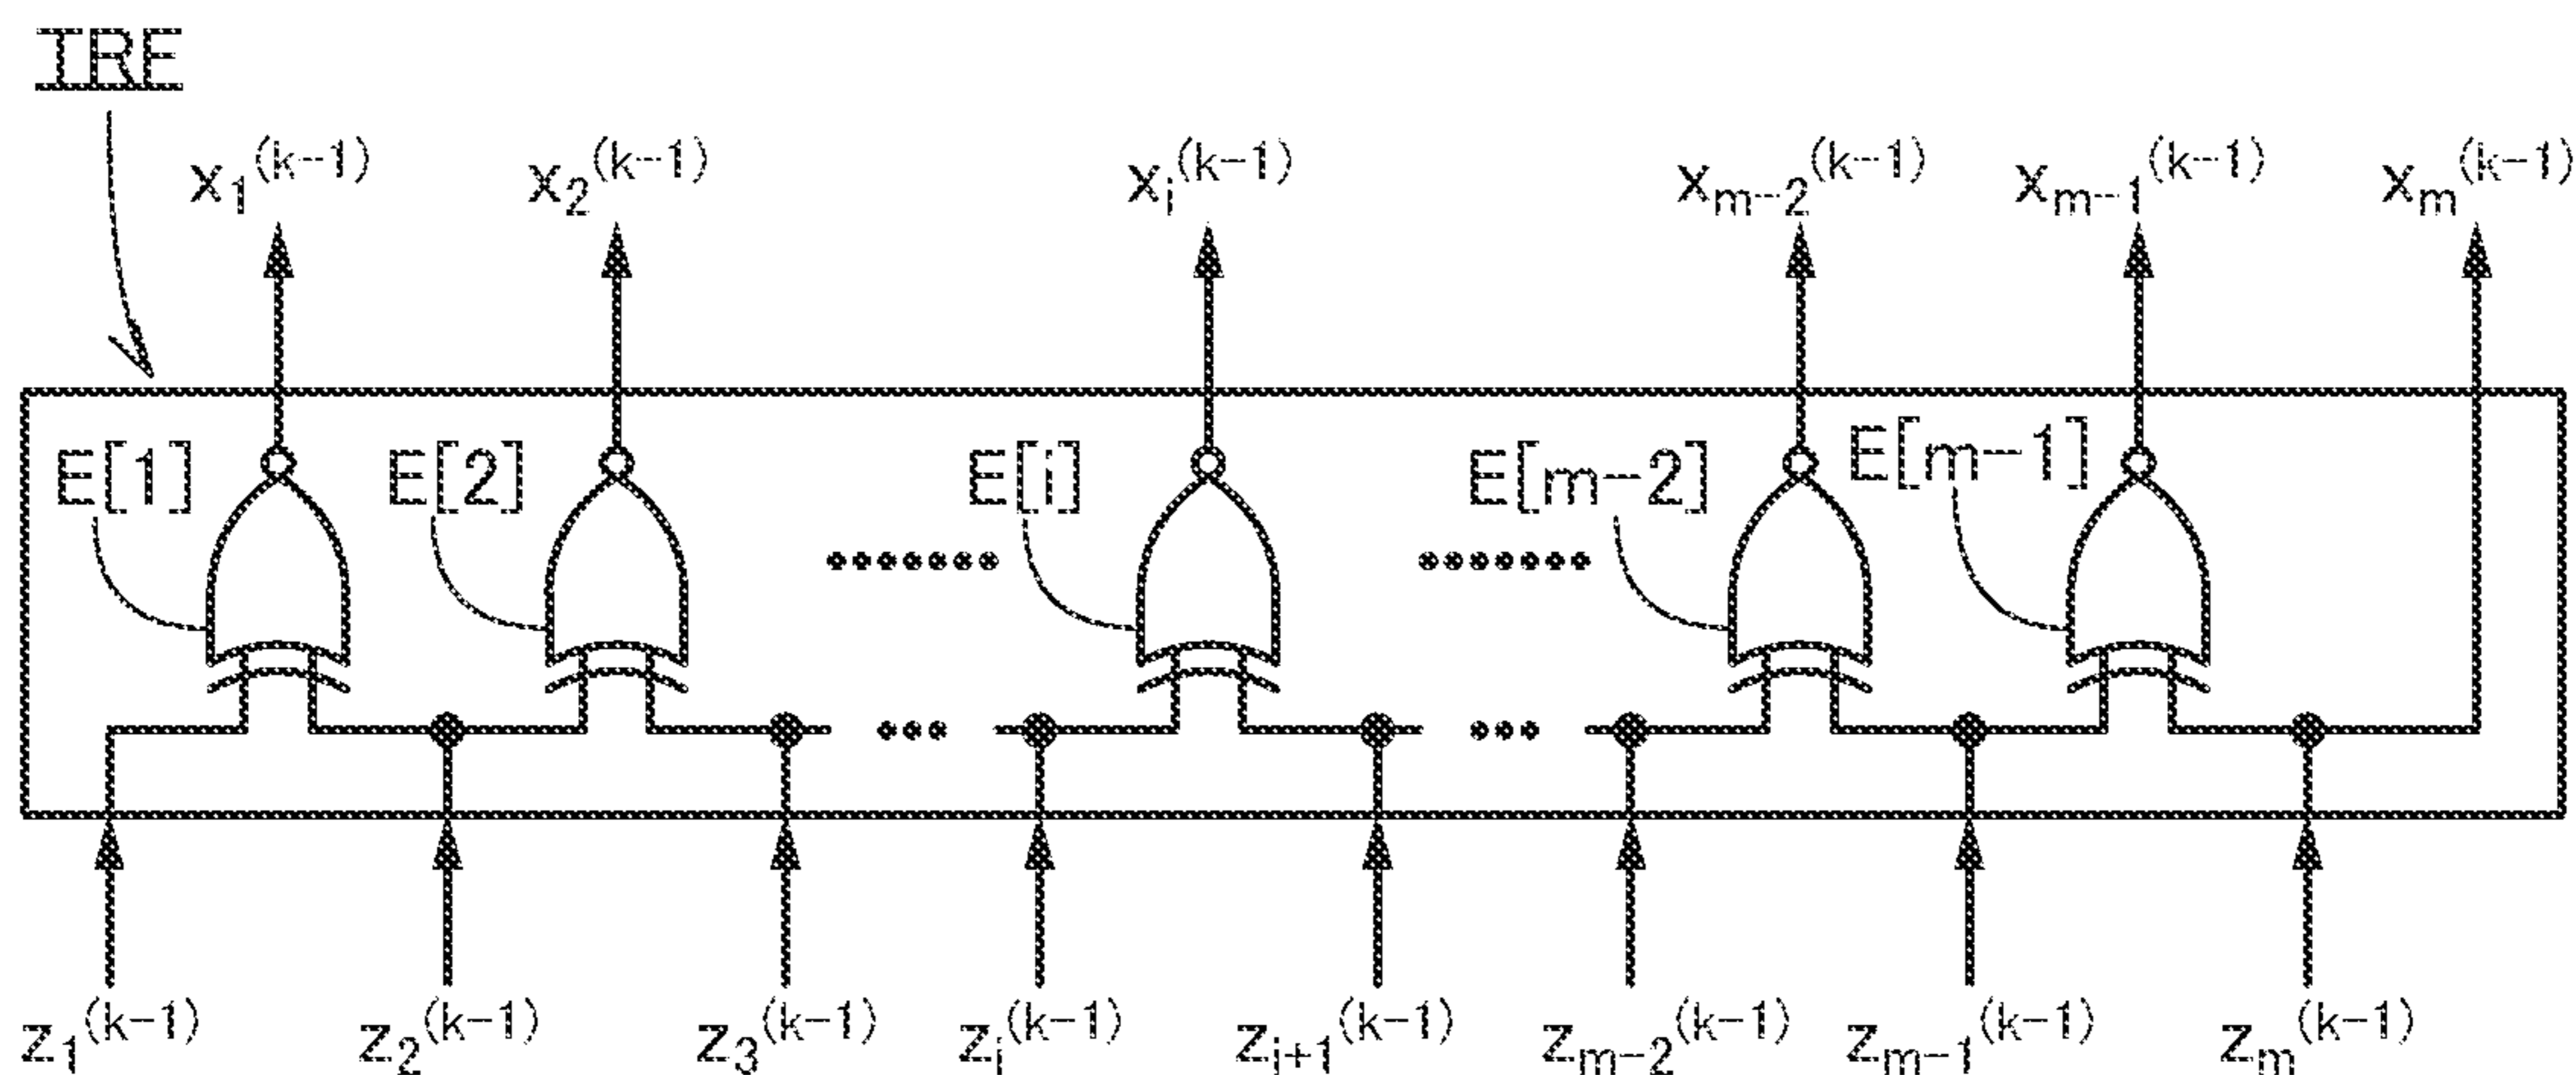 IRE
x₁⁽ᵏ⁻¹⁾ x₂⁽ᵏ⁻¹⁾ xᵢ⁽ᵏ⁻¹⁾ xₘ₋₂⁽ᵏ⁻¹⁾ xₘ₋₁⁽ᵏ⁻¹⁾ xₘ⁽ᵏ⁻¹⁾
E[1] E[2] E[i] E[m-2] E[m-1]
z₁⁽ᵏ⁻¹⁾ z₂⁽ᵏ⁻¹⁾ z₃⁽ᵏ⁻¹⁾ zᵢ⁽ᵏ⁻¹⁾ zᵢ₊₁⁽ᵏ⁻¹⁾ zₘ₋₂⁽ᵏ⁻¹⁾ zₘ₋₁⁽ᵏ⁻¹⁾ zₘ⁽ᵏ⁻¹⁾